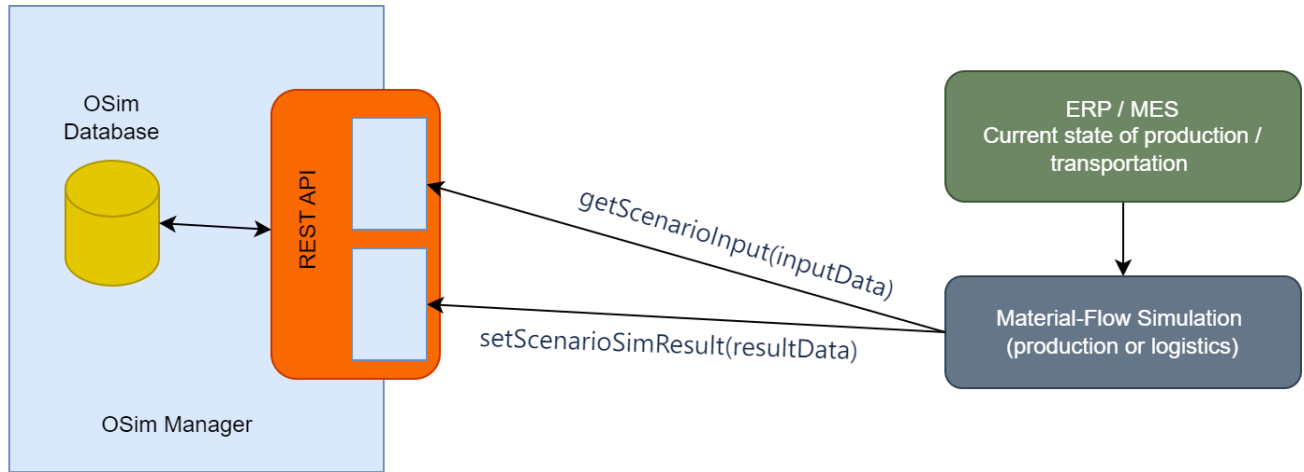 OSim
Database
REST API
OSim Manager
getScenarioInput(inputData)
setScenarioSimResult(resultData)
ERP / MES
Current state of production /
transportation
Material-Flow Simulation
(production or logistics)